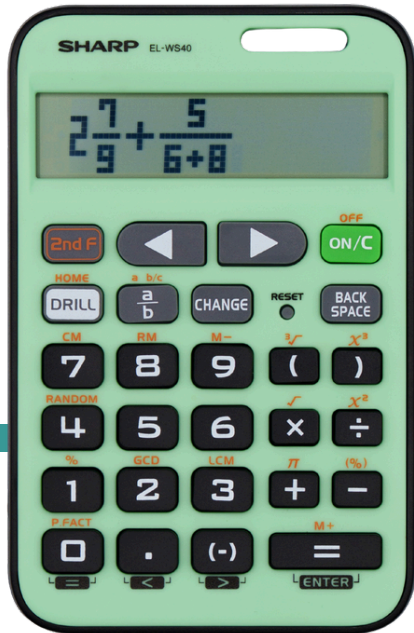 SHARP EL-WS40
2 7/9 + 5/(6+8)
OFF
2nd F ◀ ▶ ON/C
HOME a b/c
DRILL a/b CHANGE RESET BACK SPACE
CM RM M− ³√ X³
7 8 9 ( )
RANDOM √ X²
4 5 6 × ÷
% GCD LCM π (%)
1 2 3 + −
P.FACT M+
0 . (-) =
= < > ENTER